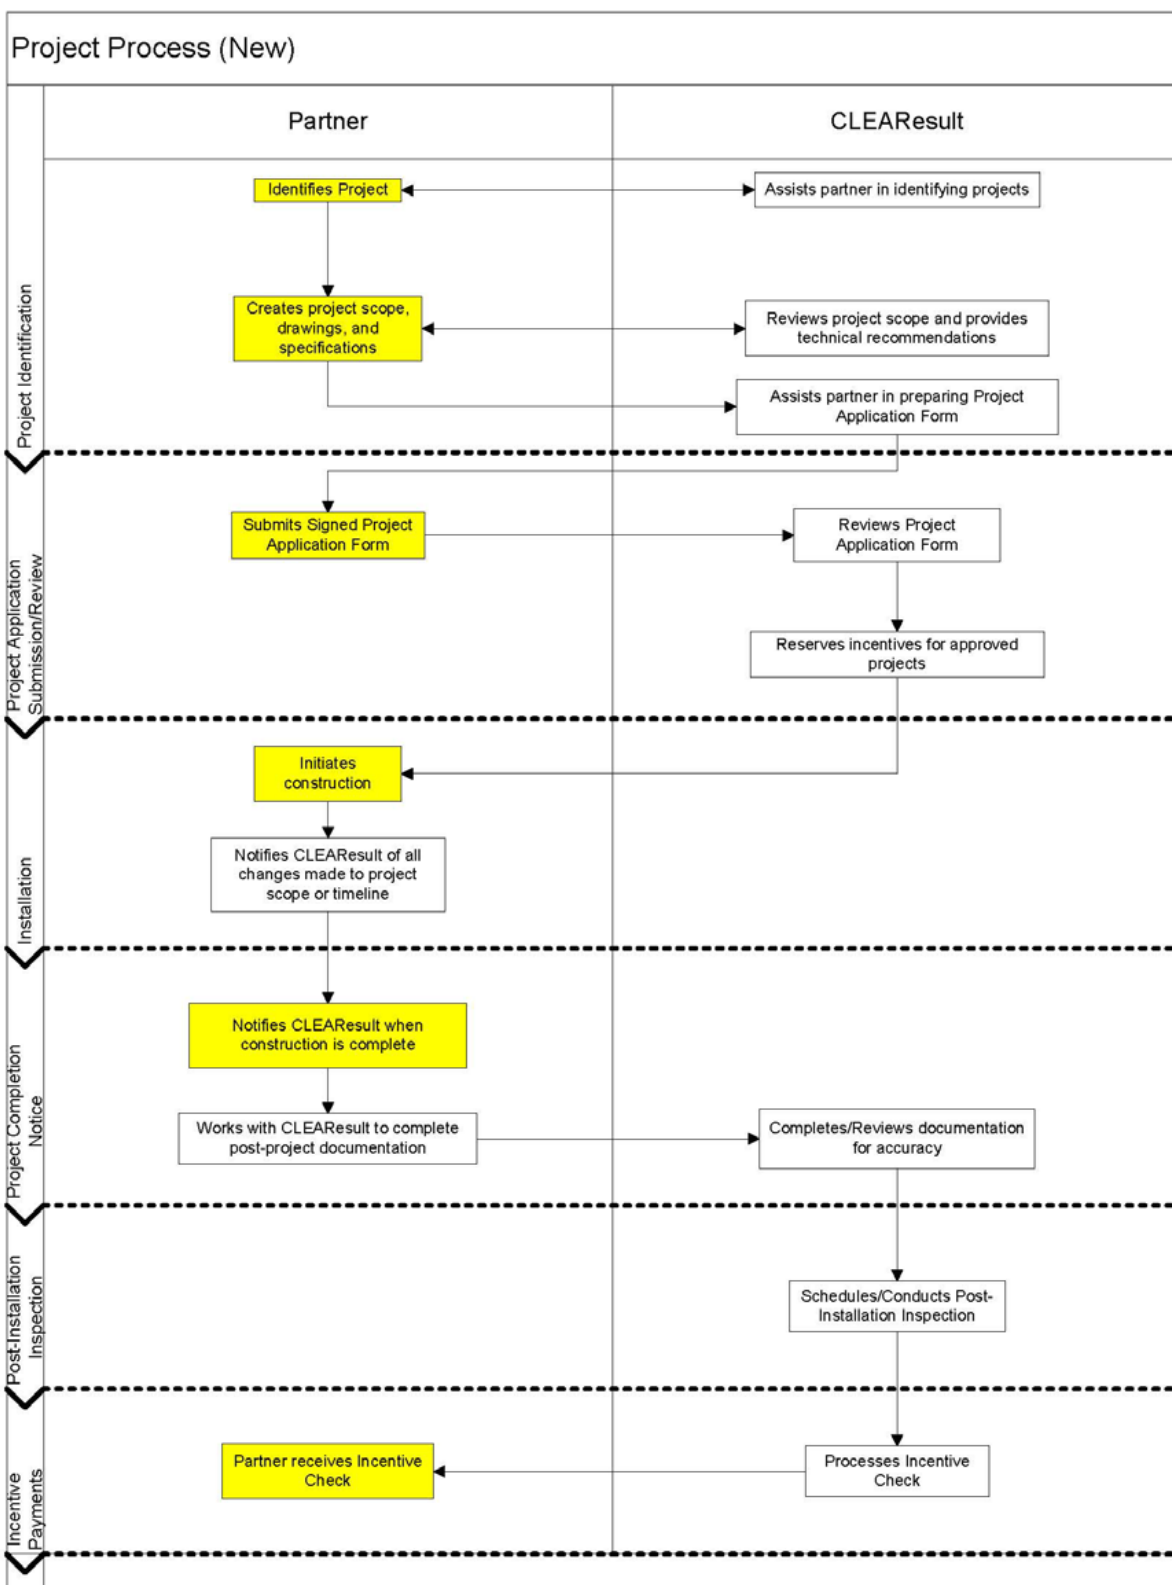 Project Process (New)
Partner
CLEAResult
Project Identification
Identifies Project
Assists partner in identifying projects
Creates project scope,
drawings, and
specifications
Reviews project scope and provides
technical recommendations
Assists partner in preparing Project
Application Form
Project Application
Submission/Review
Submits Signed Project
Application Form
Reviews Project
Application Form
Reserves incentives for approved
projects
Installation
Initiates
construction
Notifies CLEAResult of all
changes made to project
scope or timeline
Project Completion
Notice
Notifies CLEAResult when
construction is complete
Works with CLEAResult to complete
post-project documentation
Completes/Reviews documentation
for accuracy
Post-Installation
Inspection
Schedules/Conducts Post-
Installation Inspection
Incentive
Payments
Partner receives Incentive
Check
Processes Incentive
Check